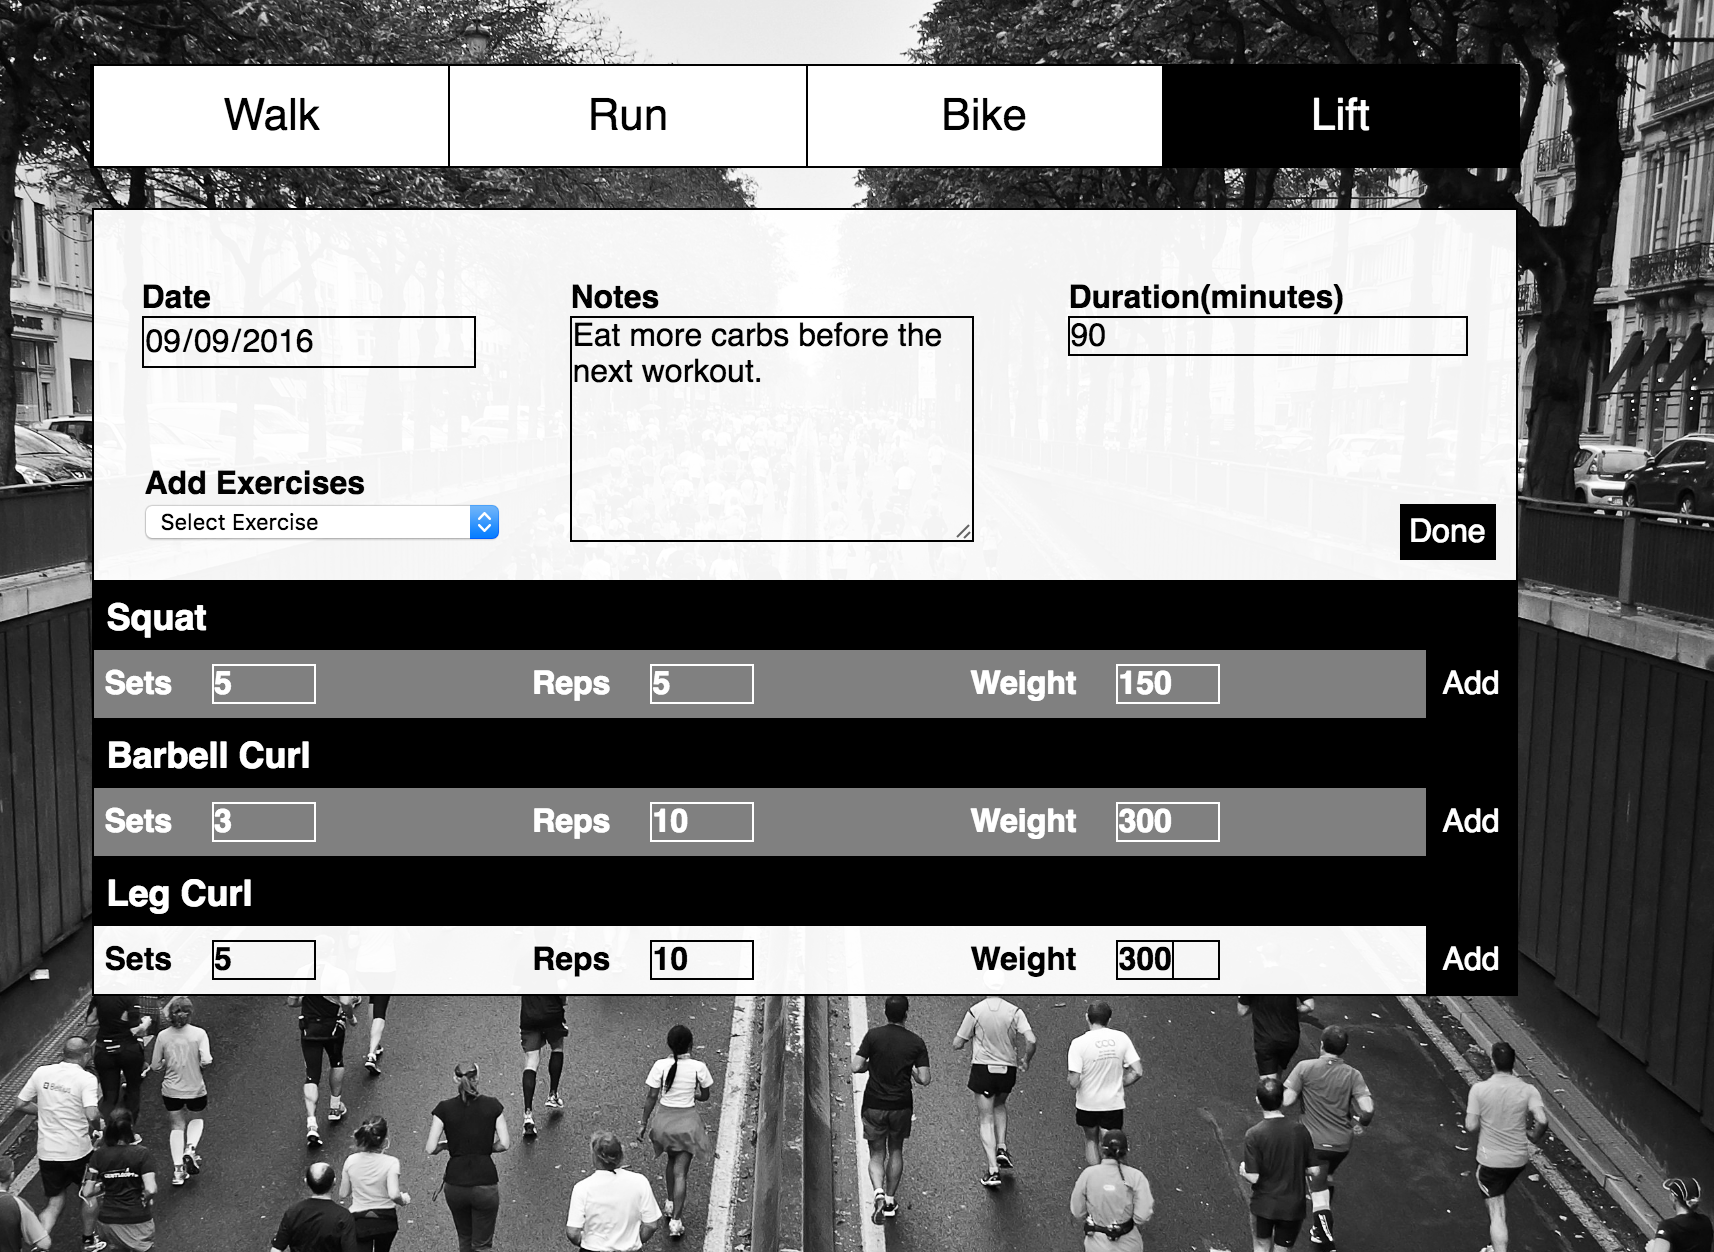 Walk Run Bike Lift
Date Notes Duration(minutes)
09/09/2016
Eat more carbs before the
next workout.
90
Add Exercises
Select Exercise
Done
Squat
Sets 5 Reps 5 Weight 150 Add
Barbell Curl
Sets 3 Reps 10 Weight 300 Add
Leg Curl
Sets 5 Reps 10 Weight 300 Add